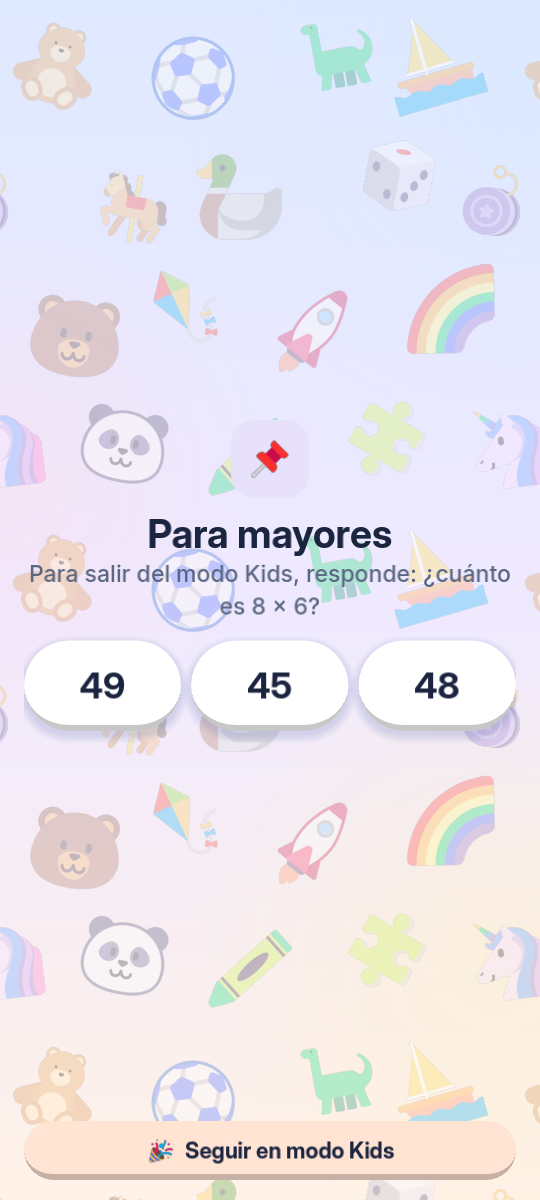 Para mayores
Para salir del modo Kids, responde: ¿cuánto
es 8 × 6?
49 45 48
Seguir en modo Kids